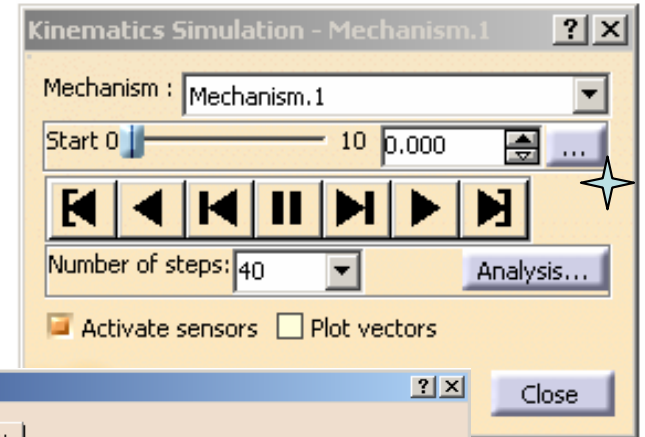 Kinematics Simulation - Mechanism.1 ? X
Mechanism : Mechanism.1
Start 0 10 0.000 ...
Number of steps: 40 Analysis...
Activate sensors Plot vectors
? X
Close